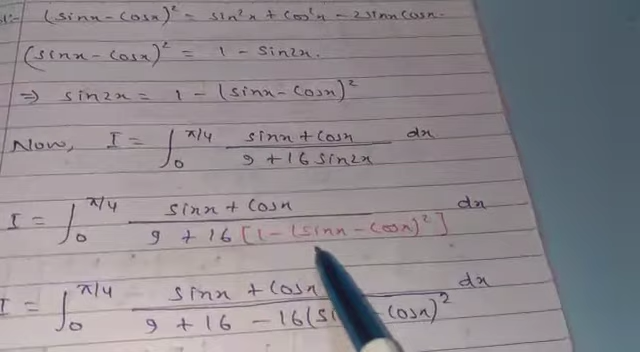 (sinx - cosx)² = sin²x + cos²x - 2sinx cosx.
(sinx - cosx)² = 1 - sin2x.
⇒ sin2x = 1 - (sinx - cosx)²
Now, I = ∫₀^π/4 (sinx + cosx)/(9 + 16 sin2x) dx
I = ∫₀^π/4 (sinx + cosx)/(9 + 16 [1 - (sinx - cosx)²]) dx
I = ∫₀^π/4 (sinx + cosx)/(9 + 16 - 16(si cosx)²) dx